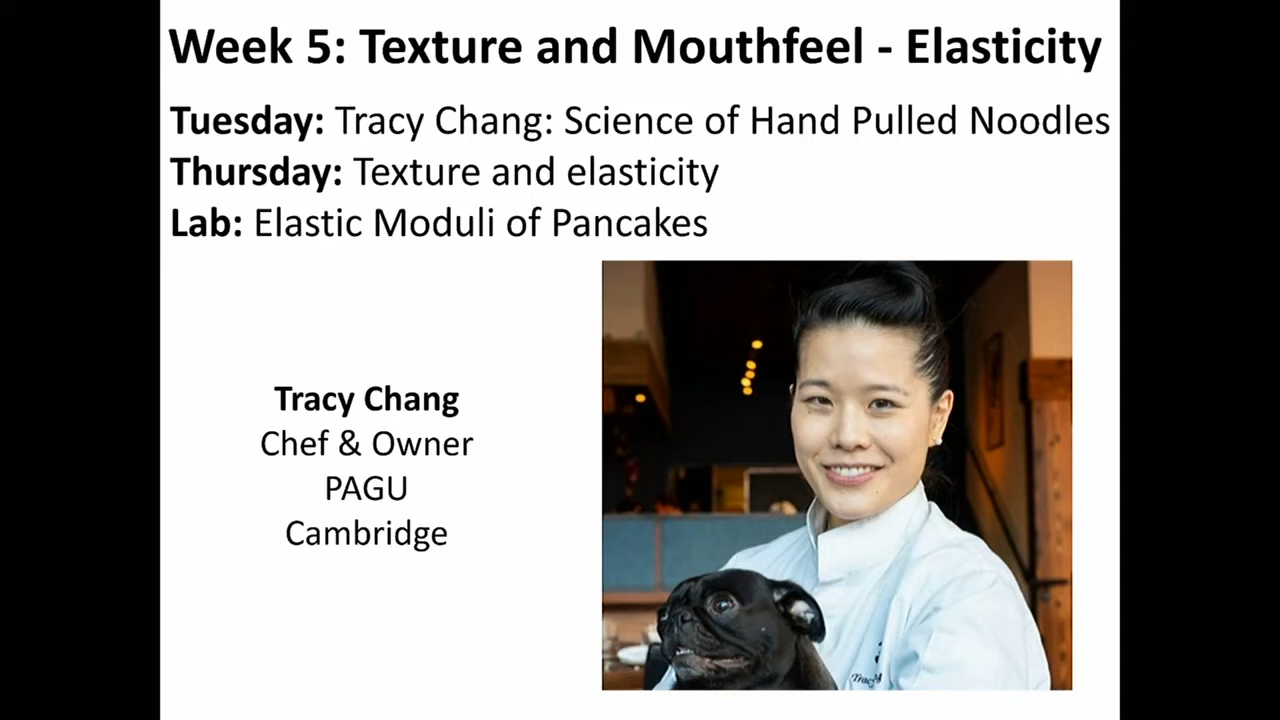 Week 5: Texture and Mouthfeel - Elasticity
Tuesday: Tracy Chang: Science of Hand Pulled Noodles
Thursday: Texture and elasticity
Lab: Elastic Moduli of Pancakes
Tracy Chang
Chef & Owner
PAGU
Cambridge